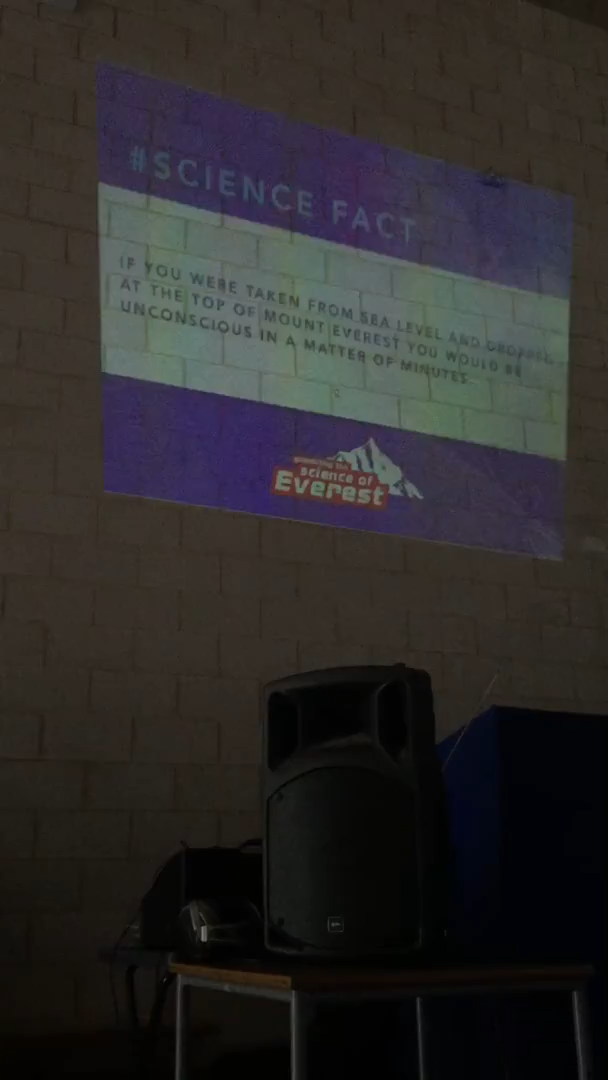 #SCIENCE FACT
IF YOU WERE TAKEN FROM SEA LEVEL AND DROPPED
AT THE TOP OF MOUNT EVEREST YOU WOULD BE
UNCONSCIOUS IN A MATTER OF MINUTES...
science of
Everest